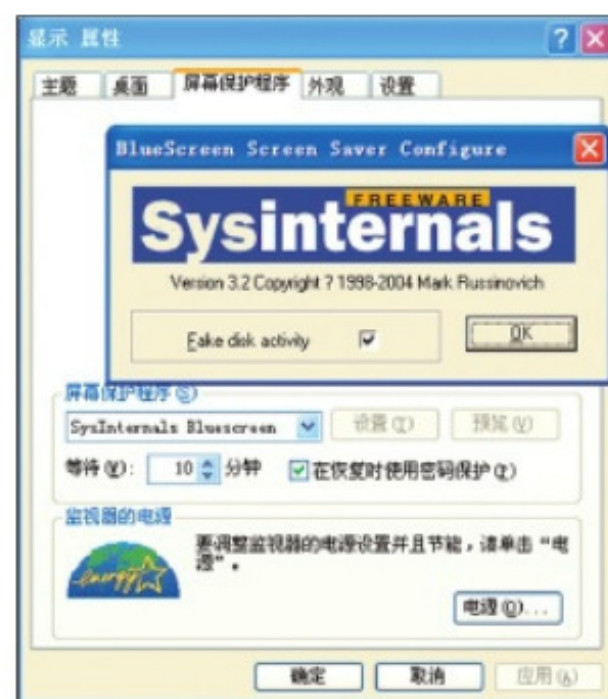 显示 属性
主题 桌面 屏幕保护程序 外观 设置
BlueScreen Screen Saver Configure
FREEWARE
Sysinternals
Version 3.2 Copyright ? 1998-2004 Mark Russinovich
Fake disk activity
OK
屏幕保护程序(S)
SysInternals Bluescreen 设置(T) 预览(V)
等待(W): 10 分钟 在恢复时使用密码保护(P)
监视器的电源
要调整监视器的电源设置并且节能，请单击“电
源”。
energy
电源(O)...
确定 取消 应用(A)